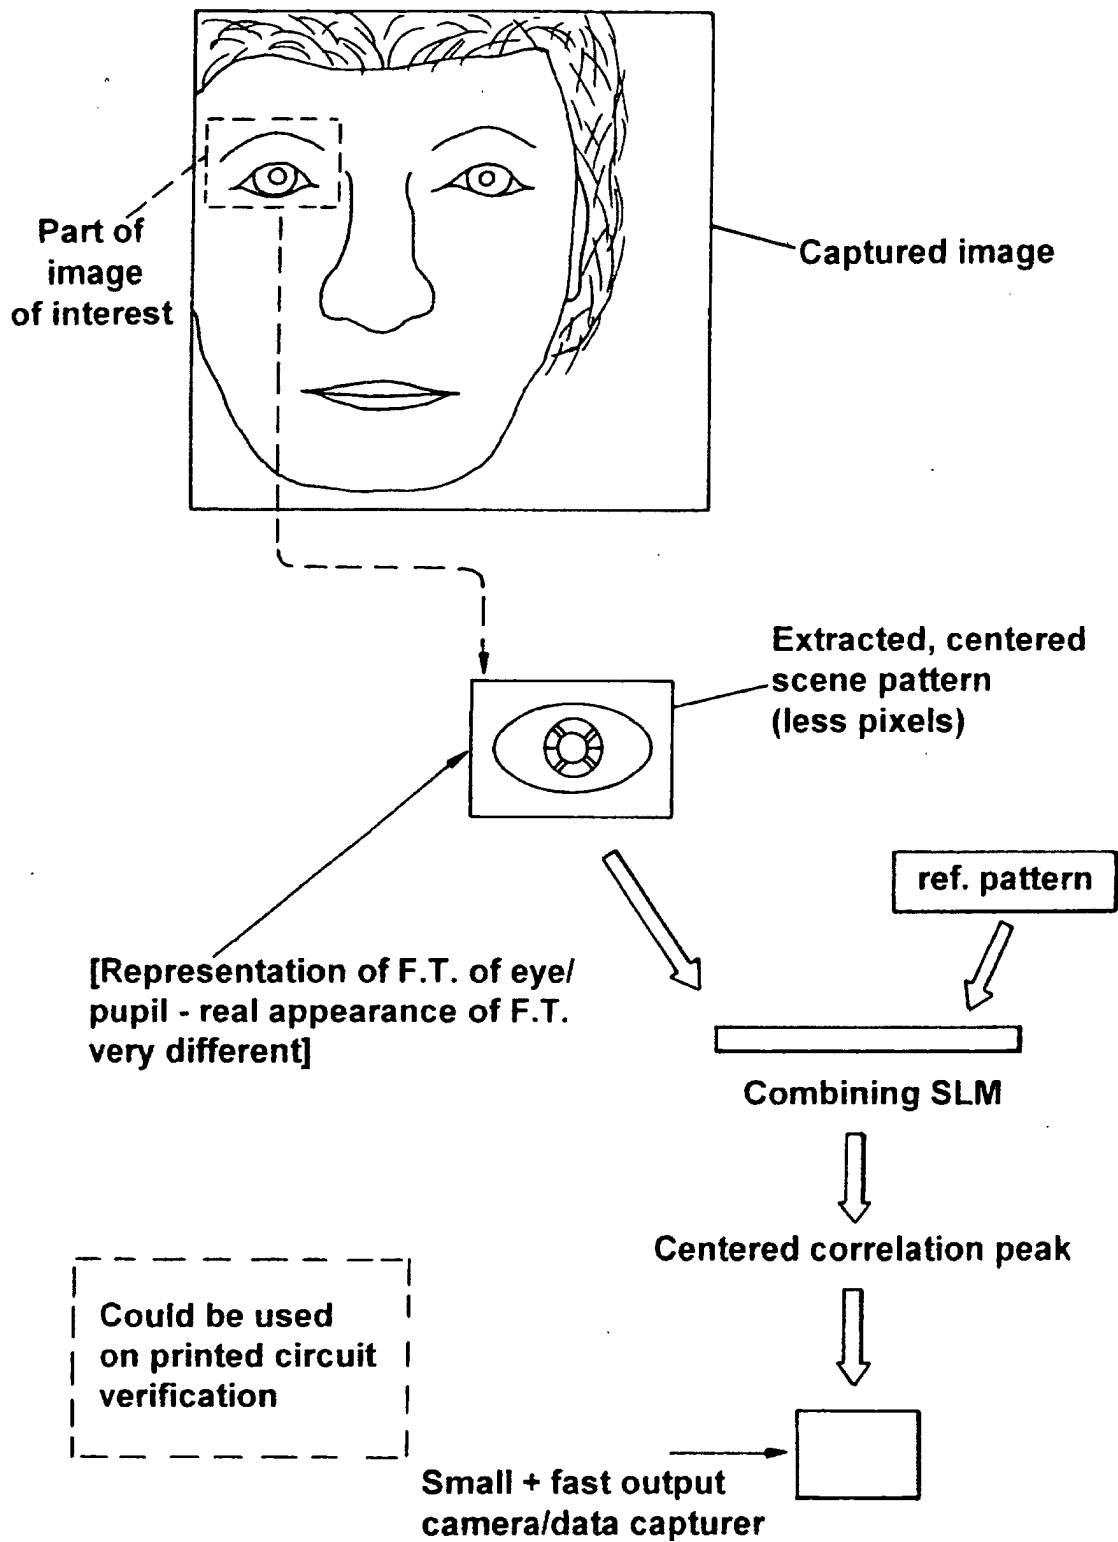 Part of
image
of interest
Captured image
Extracted, centered
scene pattern
(less pixels)
ref. pattern
[Representation of F.T. of eye/
pupil - real appearance of F.T.
very different]
Combining SLM
Centered correlation peak
Could be used
on printed circuit
verification
Small + fast output
camera/data capturer